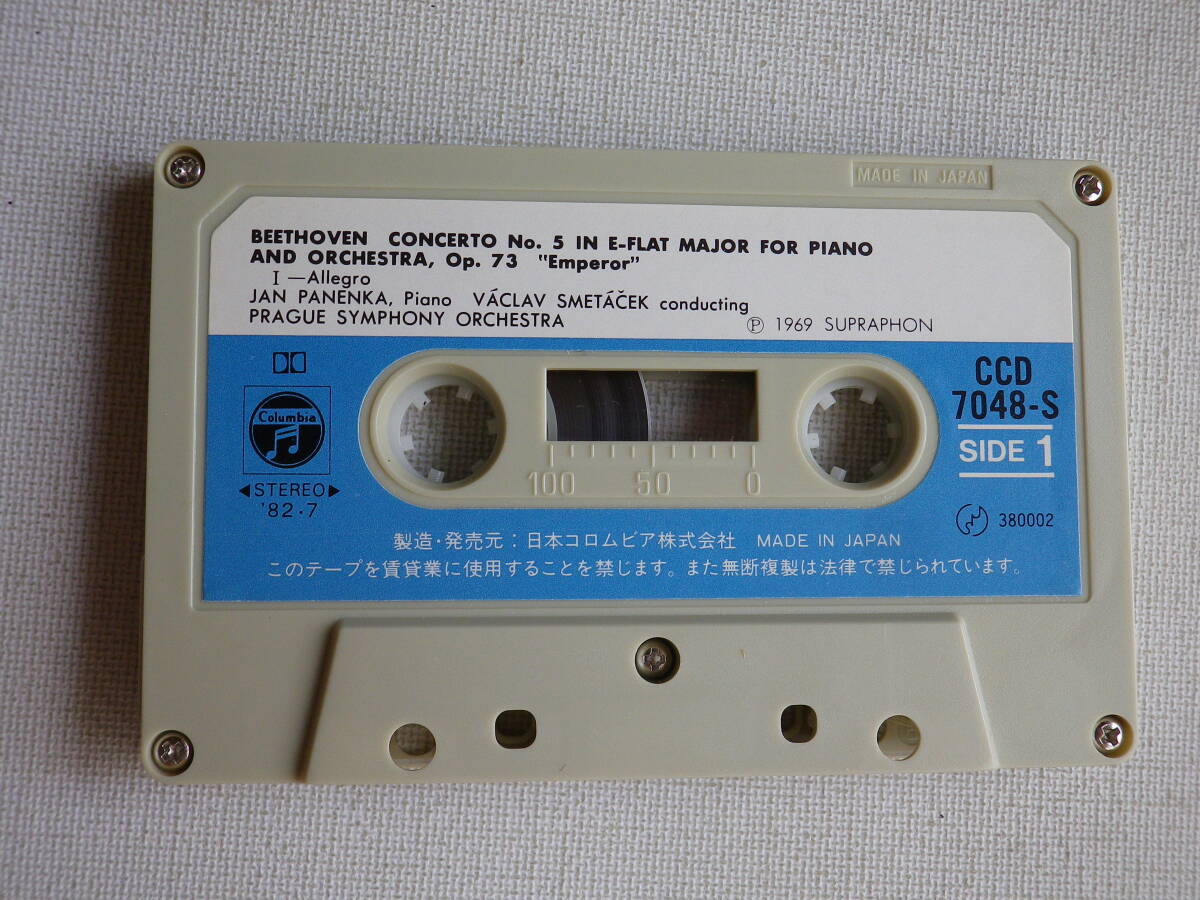 MADE IN JAPAN
BEETHOVEN CONCERTO No. 5 IN E-FLAT MAJOR FOR PIANO
AND ORCHESTRA, Op. 73 "Emperor"
I—Allegro
JAN PANENKA, Piano VÁCLAV SMETÁČEK conducting
PRAGUE SYMPHONY ORCHESTRA
℗ 1969 SUPRAPHON
Columbia
◀STEREO▶
'82・7
100 50 0
CCD
7048-S
SIDE 1
380002
製造・発売元：日本コロムビア株式会社 MADE IN JAPAN
このテープを賃貸業に使用することを禁じます。また無断複製は法律で禁じられています。